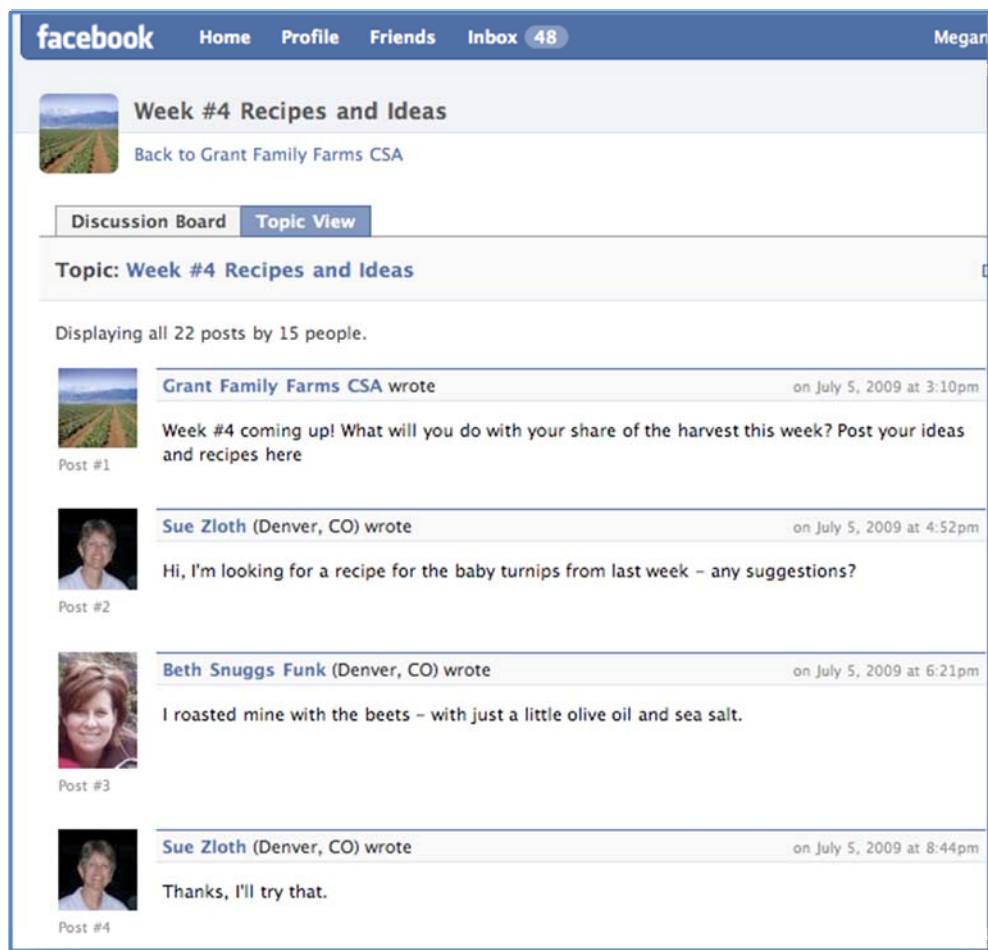 facebook Home Profile Friends Inbox 48 Megan
Week #4 Recipes and Ideas
Back to Grant Family Farms CSA
Discussion Board Topic View
Topic: Week #4 Recipes and Ideas
Displaying all 22 posts by 15 people.
Grant Family Farms CSA wrote on July 5, 2009 at 3:10pm
Week #4 coming up! What will you do with your share of the harvest this week? Post your ideas
and recipes here
Post #1
Sue Zloth (Denver, CO) wrote on July 5, 2009 at 4:52pm
Hi, I'm looking for a recipe for the baby turnips from last week – any suggestions?
Post #2
Beth Snuggs Funk (Denver, CO) wrote on July 5, 2009 at 6:21pm
I roasted mine with the beets – with just a little olive oil and sea salt.
Post #3
Sue Zloth (Denver, CO) wrote on July 5, 2009 at 8:44pm
Thanks, I'll try that.
Post #4